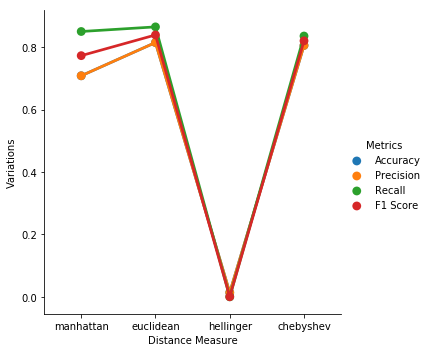 0.8
0.6
0.4
0.2
0.0
Variations
manhattan euclidean hellinger chebyshev
Distance Measure
Metrics
Accuracy
Precision
Recall
F1 Score